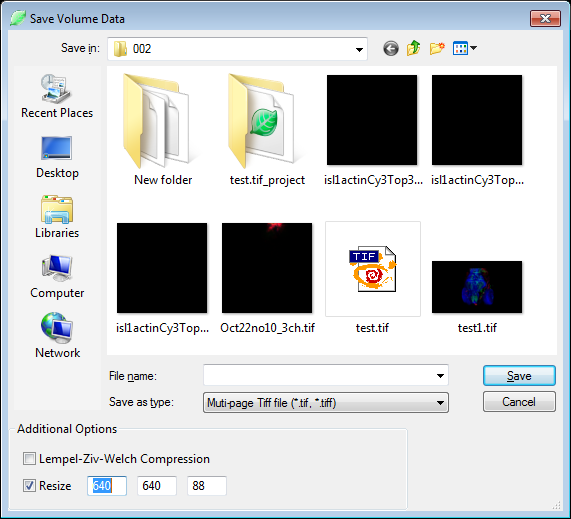 Save Volume Data
Save in:
002
Recent Places
Desktop
Libraries
Computer
Network
New folder
test.tif_project
isl1actinCy3Top3...
isl1actinCy3Top...
isl1actinCy3Top...
Oct22no10_3ch.tif
TIF
test.tif
test1.tif
File name:
Save
Save as type:
Muti-page Tiff file (*.tif, *.tiff)
Cancel
Additional Options
Lempel-Ziv-Welch Compression
Resize
640
640
88